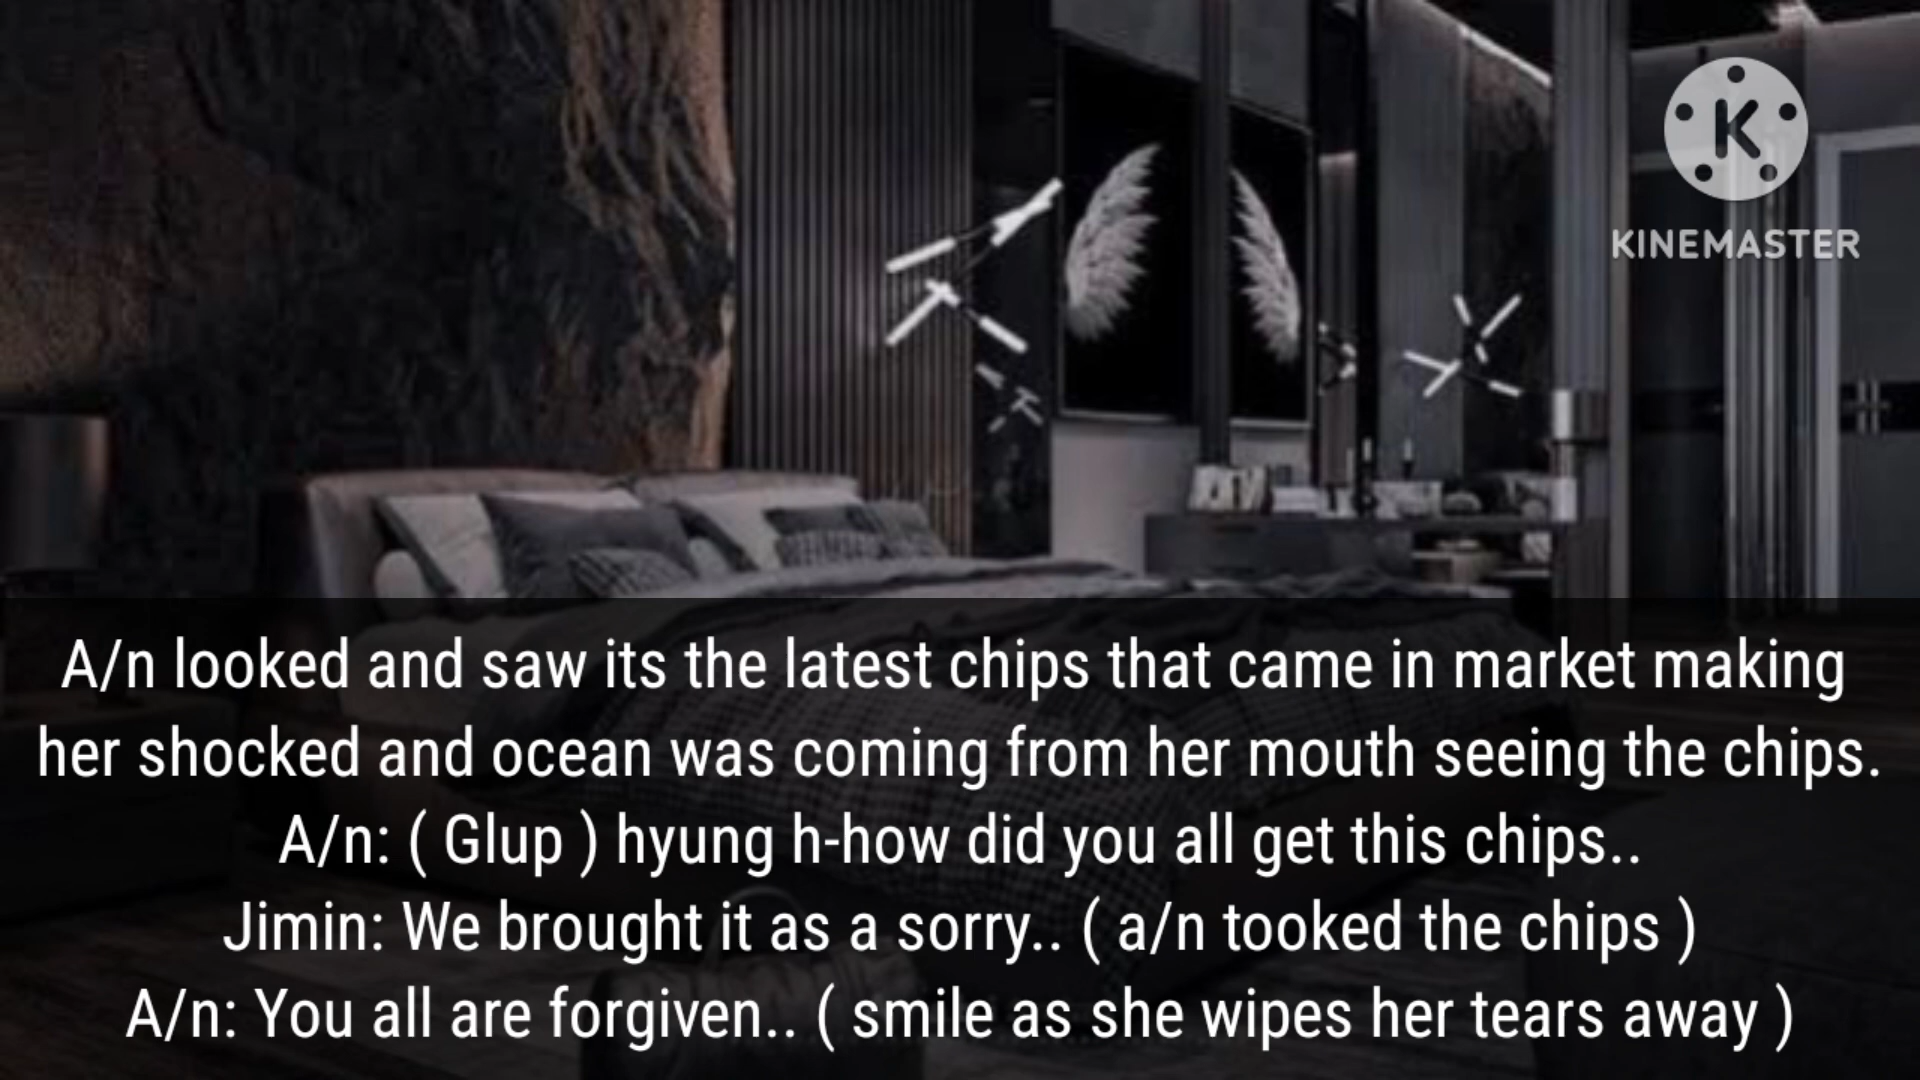 K
KINEMASTER
A/n looked and saw its the latest chips that came in market making
her shocked and ocean was coming from her mouth seeing the chips.
A/n: ( Glup ) hyung h-how did you all get this chips..
Jimin: We brought it as a sorry.. ( a/n tooked the chips )
A/n: You all are forgiven.. ( smile as she wipes her tears away )